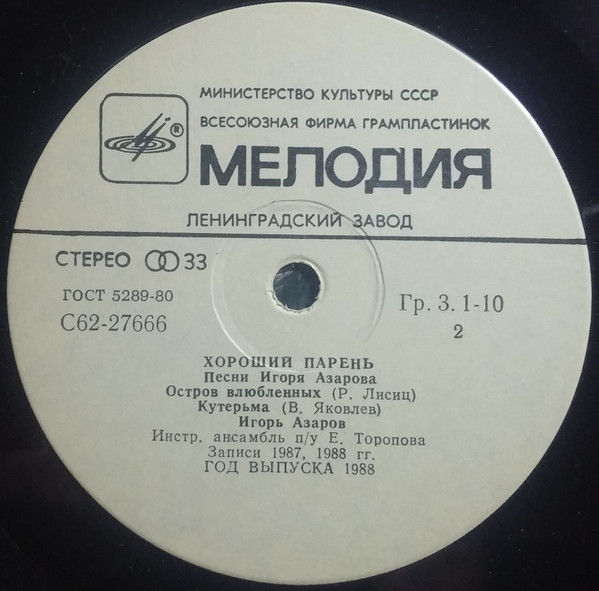 МИНИСТЕРСТВО КУЛЬТУРЫ СССР
ВСЕСОЮЗНАЯ ФИРМА ГРАМПЛАСТИНОК
®
МЕЛОДИЯ
ЛЕНИНГРАДСКИЙ ЗАВОД
СТЕРЕО 33
ГОСТ 5289-80
С62-27666
Гр. 3. 1-10
2
ХОРОШИЙ ПАРЕНЬ
Песни Игоря Азарова
Остров влюбленных (Р. Лисиц)
Кутерьма (В. Яковлев)
Игорь Азаров
Инстр. ансамбль п/у Е. Торопова
Записи 1987, 1988 гг.
ГОД ВЫПУСКА 1988